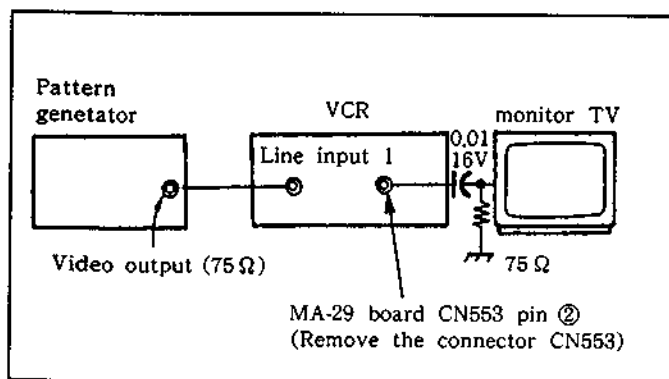 Pattern
genetator
VCR
monitor TV
0.01
16V
Line input 1
Video output (75Ω)
75Ω
MA-29 board CN553 pin ②
(Remove the connector CN553)